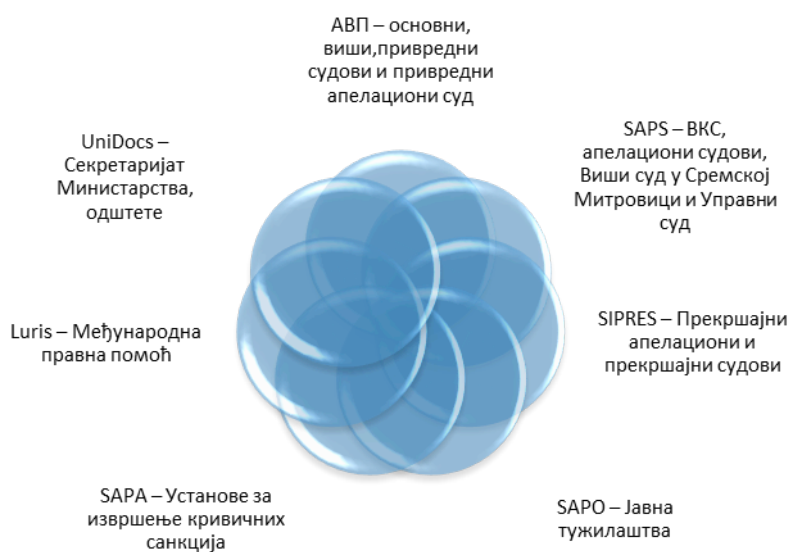 АВП – основни,
виши,привредни
судови и привредни
апелациони суд
SAPS – ВКС,
апелациони судови,
Виши суд у Сремској
Митровици и Управни
суд
SIPRES – Прекршајни
апелациони и
прекршајни судови
SAPO – Јавна
тужилаштва
SAPA – Установе за
извршење кривичних
санкција
Luris – Међународна
правна помоћ
UniDocs –
Секретаријат
Министарства,
одштете